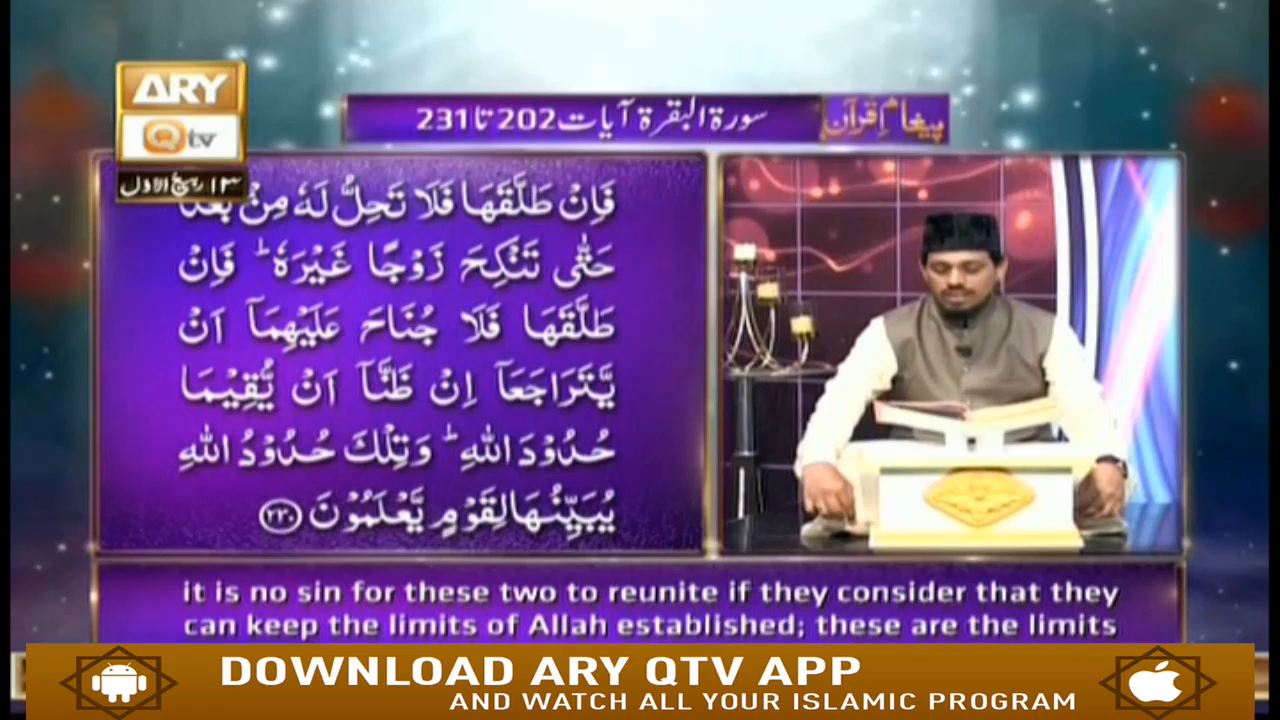 ARY
Qtv
۱۳ ربیع الاول
پیغامِ قرآن
سورۃ البقرۃ آیات 202 تا 231
فَاِنْ طَلَّقَهَا فَلَا تَحِلُّ لَهٗ مِنْۢ بَعْدُ
حَتّٰى تَنْكِحَ زَوْجًا غَيْرَهٗ ؕ فَاِنْ
طَلَّقَهَا فَلَا جُنَاحَ عَلَيْهِمَاۤ اَنْ
يَّتَرَاجَعَاۤ اِنْ ظَنَّاۤ اَنْ يُّقِيْمَا
حُدُوْدَ اللّٰهِ ؕ وَتِلْكَ حُدُوْدُ اللّٰهِ
يُبَيِّنُهَا لِقَوْمٍ يَّعْلَمُوْنَ ﴿۲۳۰﴾
it is no sin for these two to reunite if they consider that they
can keep the limits of Allah established; these are the limits
DOWNLOAD ARY QTV APP
AND WATCH ALL YOUR ISLAMIC PROGRAM